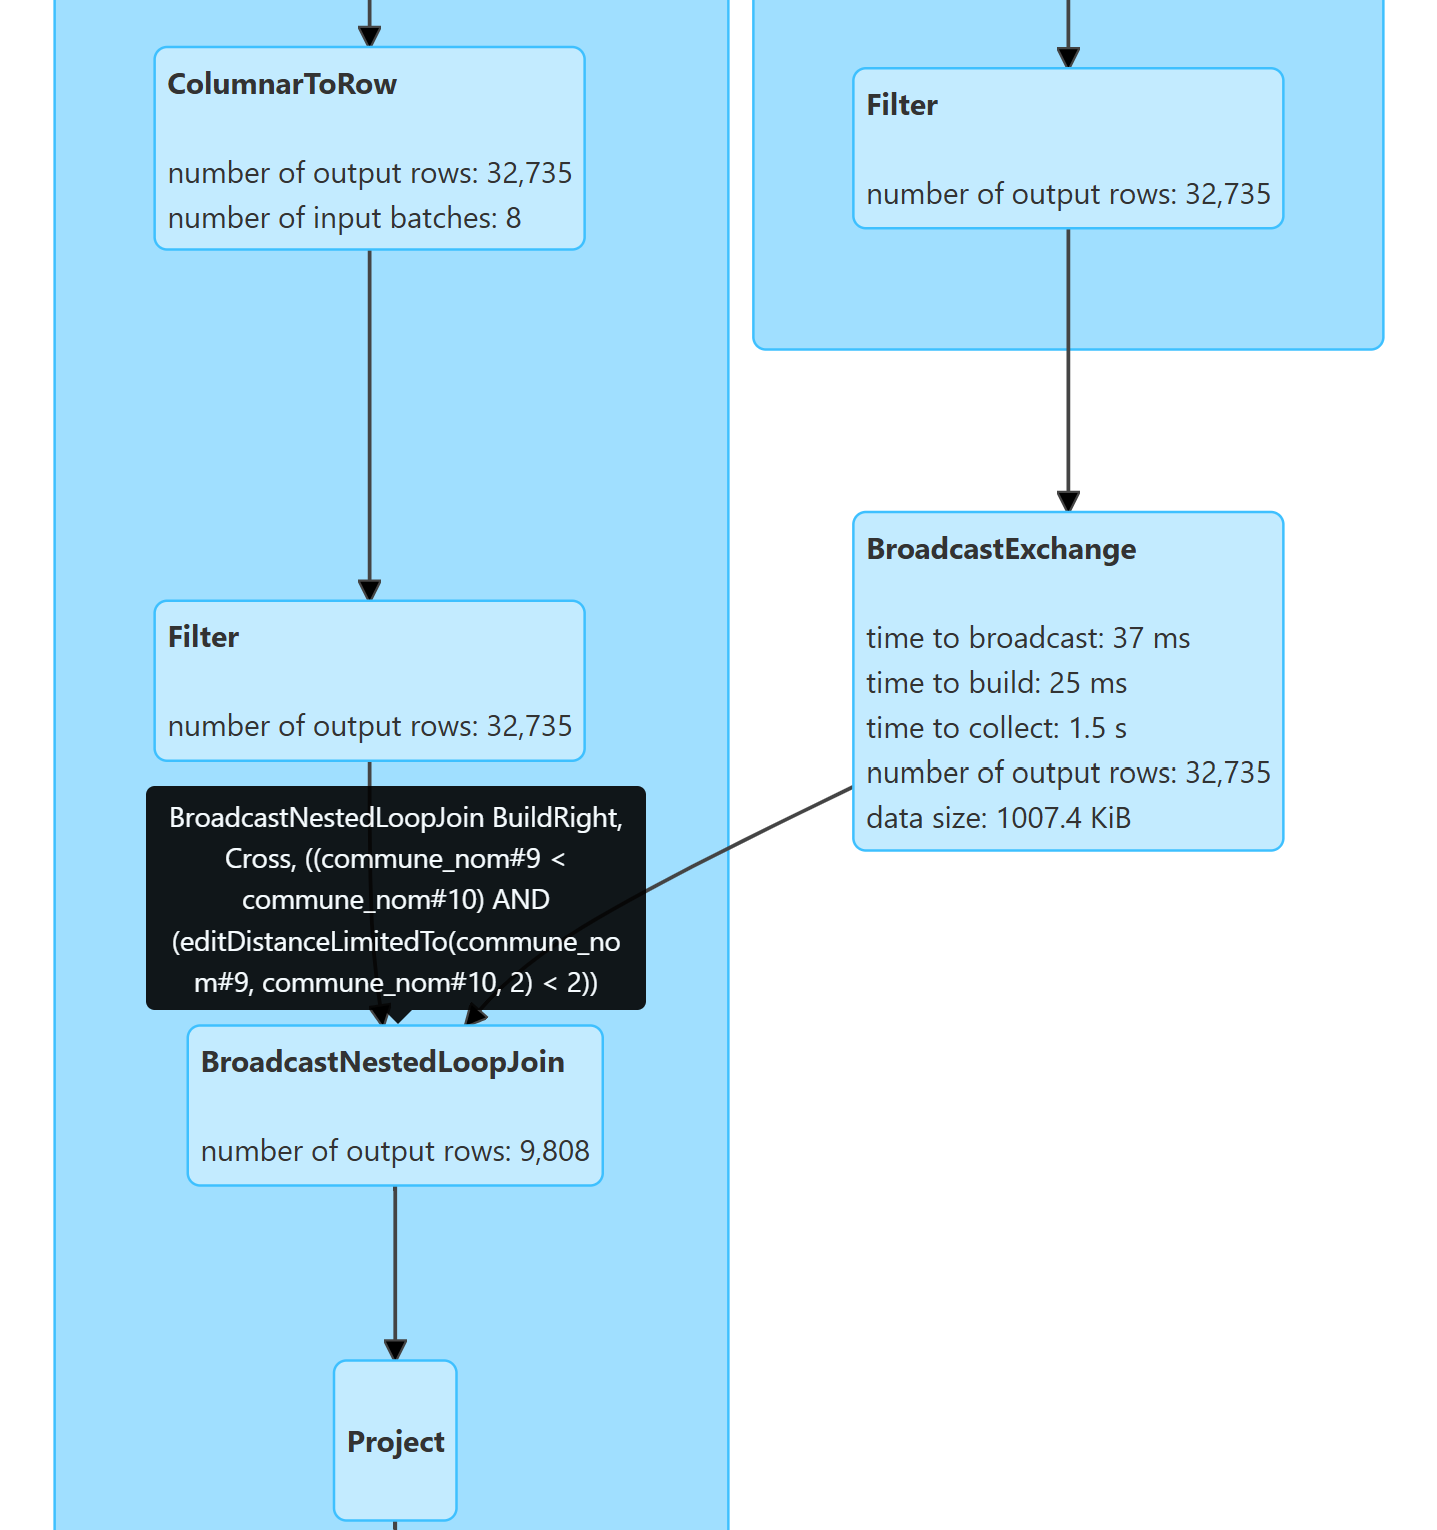 ColumnarToRow
number of output rows: 32,735
number of input batches: 8
Filter
number of output rows: 32,735
Filter
number of output rows: 32,735
BroadcastExchange
time to broadcast: 37 ms
time to build: 25 ms
time to collect: 1.5 s
number of output rows: 32,735
data size: 1007.4 KiB
BroadcastNestedLoopJoin BuildRight,
Cross, ((commune_nom#9 <
commune_nom#10) AND
(editDistanceLimitedTo(commune_no
m#9, commune_nom#10, 2) < 2))
BroadcastNestedLoopJoin
number of output rows: 9,808
Project